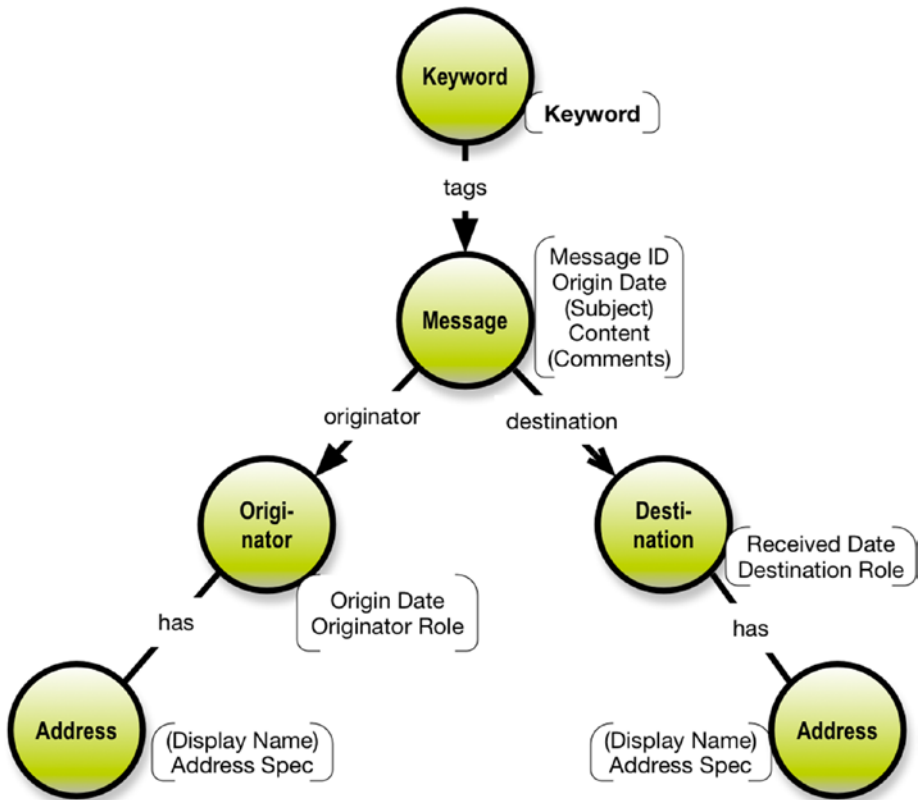 Keyword
Keyword
tags
Message ID
Origin Date
(Subject)
Content
(Comments)
Message
originator
destination
Origi-
nator
Origin Date
Originator Role
Desti-
nation
Received Date
Destination Role
has
has
Address
(Display Name)
Address Spec
(Display Name)
Address Spec
Address